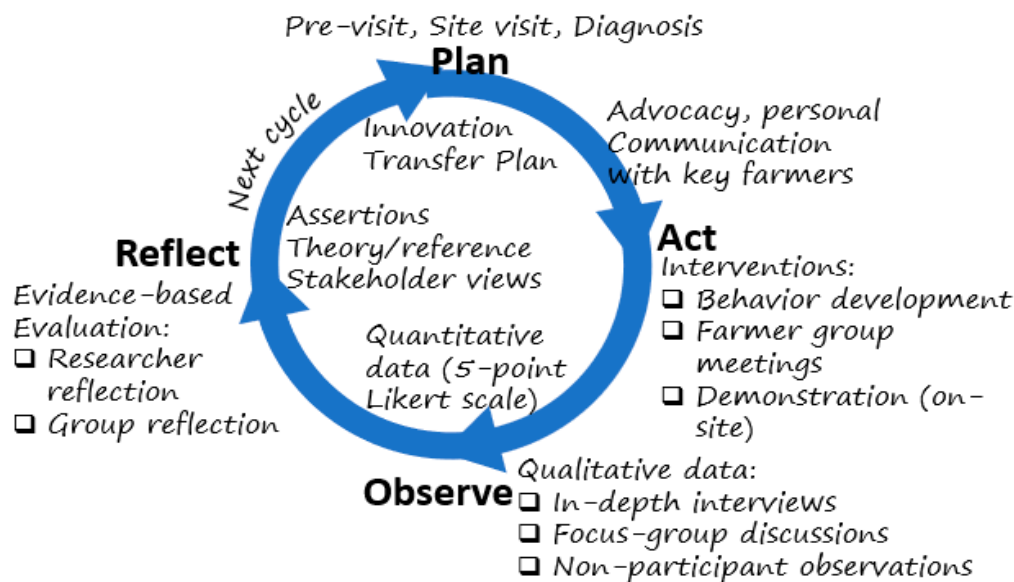 Pre-visit, Site visit, Diagnosis
Plan
Innovation
Transfer Plan
Advocacy, personal
Communication
with key farmers
Next cycle
Act
Interventions:
❑ Behavior development
❑ Farmer group
meetings
❑ Demonstration (on-
site)
Assertions
Theory/reference
Stakeholder views
Reflect
Evidence-based
Evaluation:
❑ Researcher
reflection
❑ Group reflection
Quantitative
data (5-point
Likert scale)
Observe
Qualitative data:
❑ In-depth interviews
❑ Focus-group discussions
❑ Non-participant observations